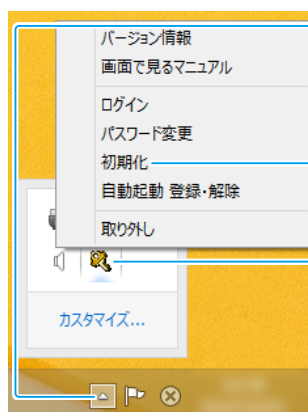 バージョン情報
画面で見るマニュアル
ログイン
パスワード変更
初期化
自動起動 登録・解除
取り外し
カスタマイズ...